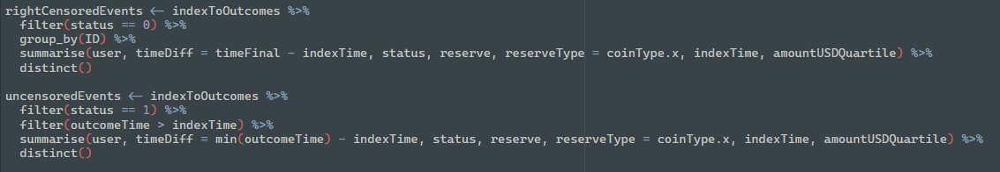 rightCensoredEvents <- indexToOutcomes %>%
  filter(status == 0) %>%
  group_by(ID) %>%
  summarise(user, timeDiff = timeFinal - indexTime, status, reserve, reserveType = coinType.x, indexTime, amountUSDQuartile) %>%
  distinct()

uncensoredEvents <- indexToOutcomes %>%
  filter(status == 1) %>%
  filter(outcomeTime > indexTime) %>%
  summarise(user, timeDiff = min(outcomeTime) - indexTime, status, reserve, reserveType = coinType.x, indexTime, amountUSDQuartile) %>%
  distinct()